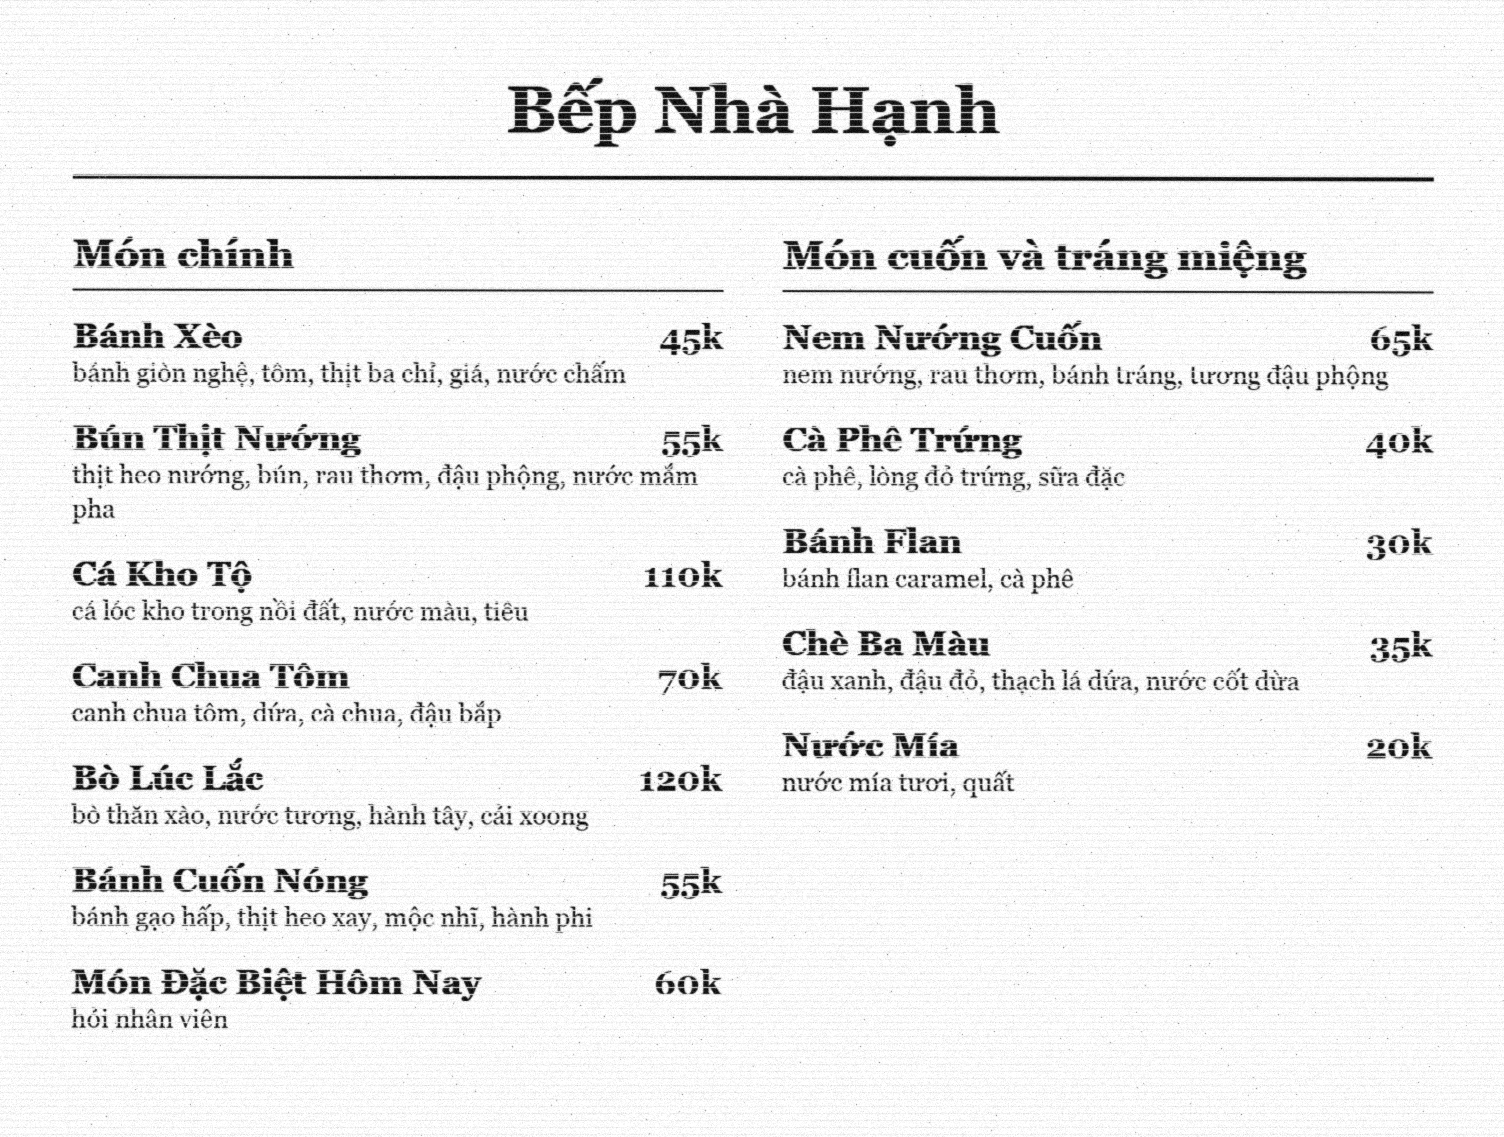 Bếp Nhà Hạnh
Món chính
Bánh Xèo 45k
bánh giòn nghệ, tôm, thịt ba chỉ, giá, nước chấm
Bún Thịt Nướng 55k
thịt heo nướng, bún, rau thơm, đậu phộng, nước mắm
pha
Cá Kho Tộ 110k
cá lóc kho trong nồi đất, nước màu, tiêu
Canh Chua Tôm 70k
canh chua tôm, dứa, cà chua, đậu bắp
Bò Lúc Lắc 120k
bò thăn xào, nước tương, hành tây, cải xoong
Bánh Cuốn Nóng 55k
bánh gạo hấp, thịt heo xay, mộc nhĩ, hành phi
Món Đặc Biệt Hôm Nay 60k
hỏi nhân viên
Món cuốn và tráng miệng
Nem Nướng Cuốn 65k
nem nướng, rau thơm, bánh tráng, tương đậu phộng
Cà Phê Trứng 40k
cà phê, lòng đỏ trứng, sữa đặc
Bánh Flan 30k
bánh flan caramel, cà phê
Chè Ba Màu 35k
đậu xanh, đậu đỏ, thạch lá dứa, nước cốt dừa
Nước Mía 20k
nước mía tươi, quất